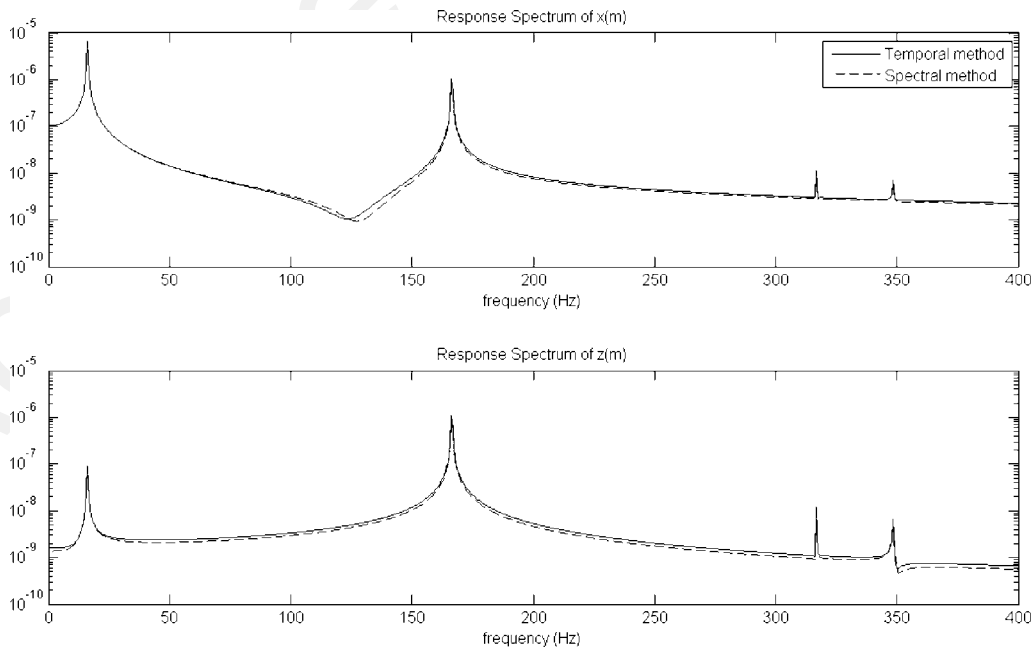 Response Spectrum of x(m)
10^-5
10^-6
10^-7
10^-8
10^-9
10^-10
Temporal method
Spectral method
0 50 100 150 200 250 300 350 400
frequency (Hz)
Response Spectrum of z(m)
10^-5
10^-6
10^-7
10^-8
10^-9
10^-10
0 50 100 150 200 250 300 350 400
frequency (Hz)